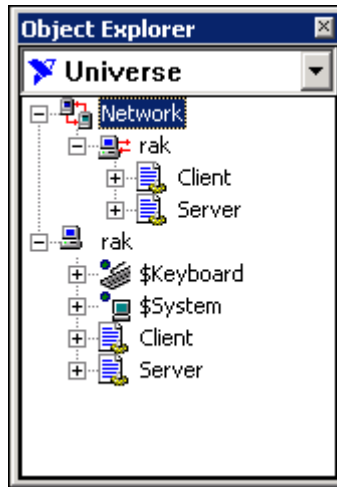 Object Explorer
Universe
Network
rak
Client
Server
rak
$Keyboard
$System
Client
Server